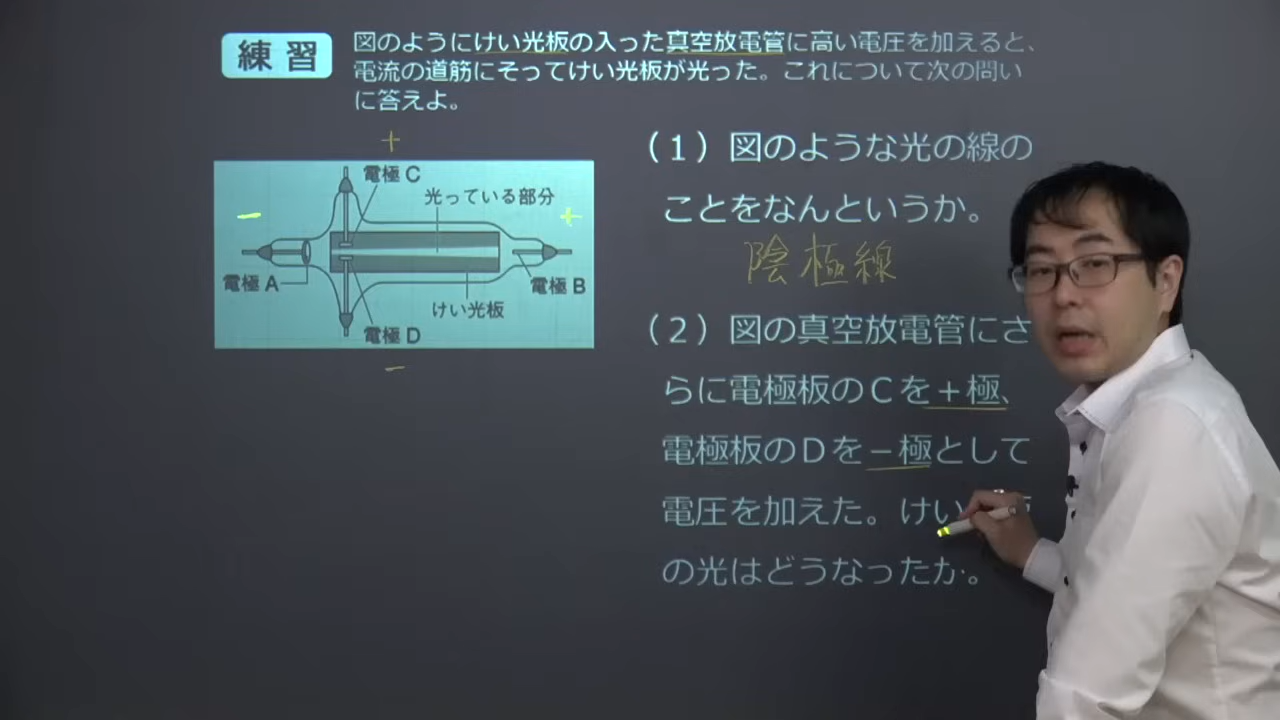 練習
図のようにけい光板の入った真空放電管に高い電圧を加えると、
電流の道筋にそってけい光板が光った。これについて次の問い
に答えよ。
+
電極C
光っている部分
−
+
電極A
電極B
けい光板
電極D
−
(1)図のような光の線の
ことをなんというか。
陰極線
(2)図の真空放電管にさ
らに電極板のCを+極、
電極板のDを−極として
電圧を加えた。けい
の光はどうなったか。